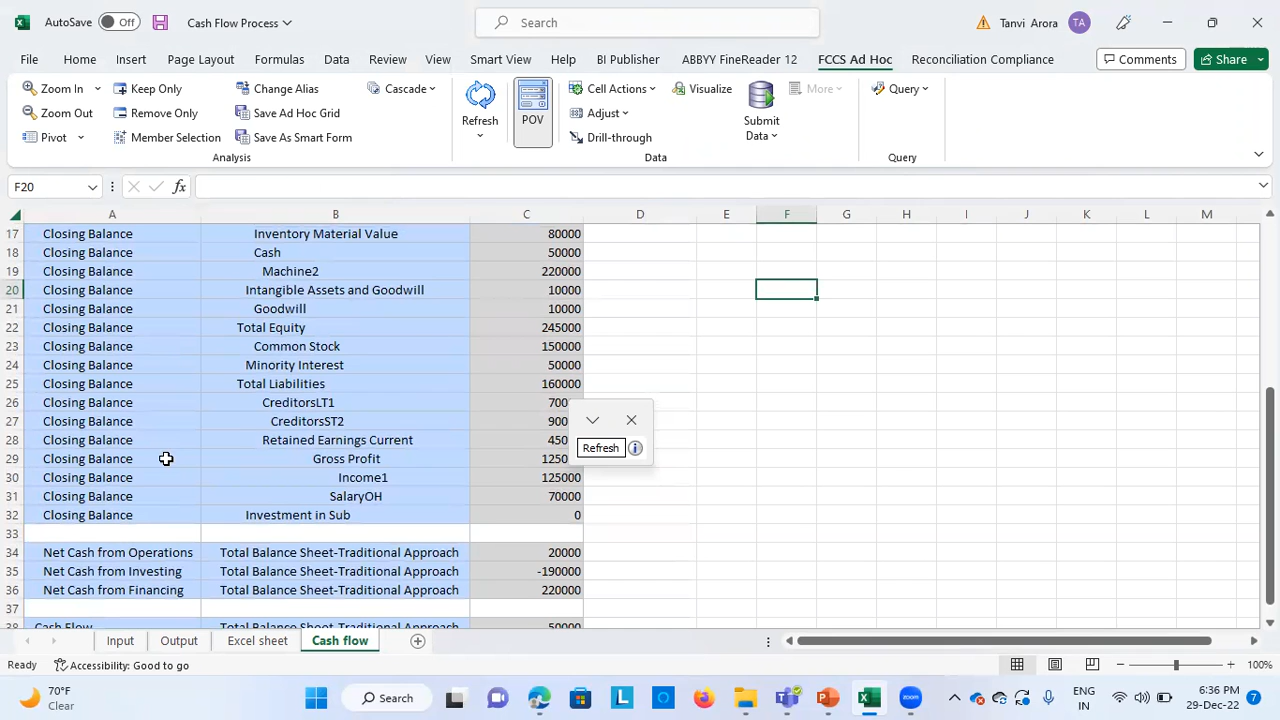 AutoSave Off Cash Flow Process Search Tanvi Arora TA
File Home Insert Page Layout Formulas Data Review View Smart View Help BI Publisher ABBYY FineReader 12 FCCS Ad Hoc Reconciliation Compliance Comments Share
Zoom In Keep Only Change Alias Cascade Refresh POV Cell Actions Visualize Submit Data More Query
Zoom Out Remove Only Save Ad Hoc Grid Adjust
Pivot Member Selection Save As Smart Form Drill-through
Analysis Data Query
F20 fx
A B C D E F G H I J K L M
17 Closing Balance Inventory Material Value 80000
18 Closing Balance Cash 50000
19 Closing Balance Machine2 220000
20 Closing Balance Intangible Assets and Goodwill 10000
21 Closing Balance Goodwill 10000
22 Closing Balance Total Equity 245000
23 Closing Balance Common Stock 150000
24 Closing Balance Minority Interest 50000
25 Closing Balance Total Liabilities 160000
26 Closing Balance CreditorsLT1 700
27 Closing Balance CreditorsST2 900
28 Closing Balance Retained Earnings Current 450
29 Closing Balance Gross Profit 1250
30 Closing Balance Income1 125000
31 Closing Balance SalaryOH 70000
32 Closing Balance Investment in Sub 0
33
34 Net Cash from Operations Total Balance Sheet-Traditional Approach 20000
35 Net Cash from Investing Total Balance Sheet-Traditional Approach -190000
36 Net Cash from Financing Total Balance Sheet-Traditional Approach 220000
37
38 Cash Flow Total Balance Sheet-Traditional Approach 50000
Refresh
Input Output Excel sheet Cash flow
Ready Accessibility: Good to go 100%
70°F
Clear
Search
ENG
IN
6:36 PM
29-Dec-22
7